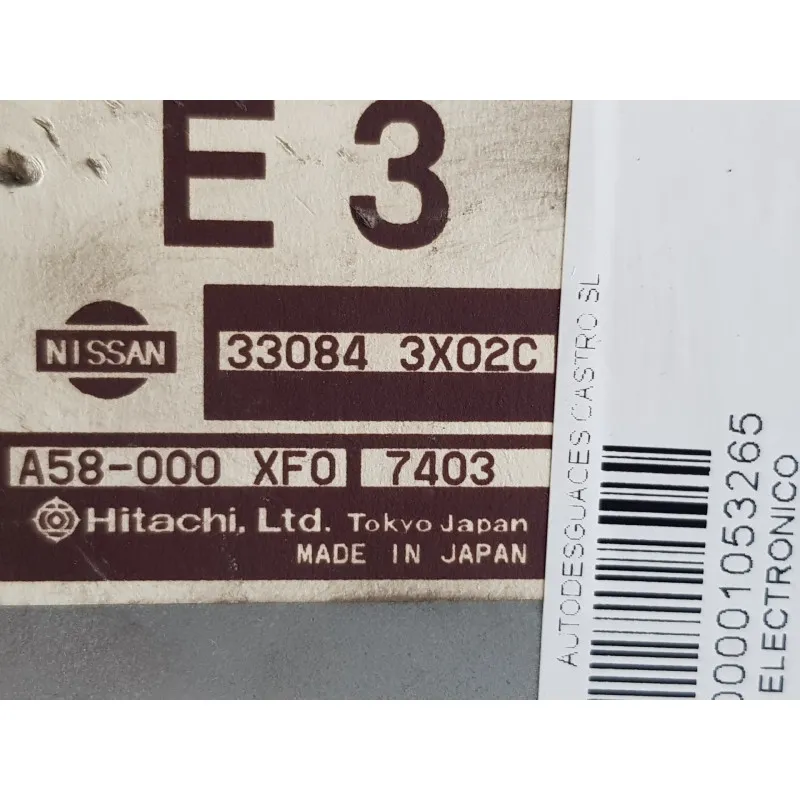 E 3
NISSAN
33084 3X02C
A58-000 XF0 7403
Hitachi, Ltd. Tokyo Japan
MADE IN JAPAN
AUTODESGUACES CASTRO SL
00001053265
ELECTRONICO